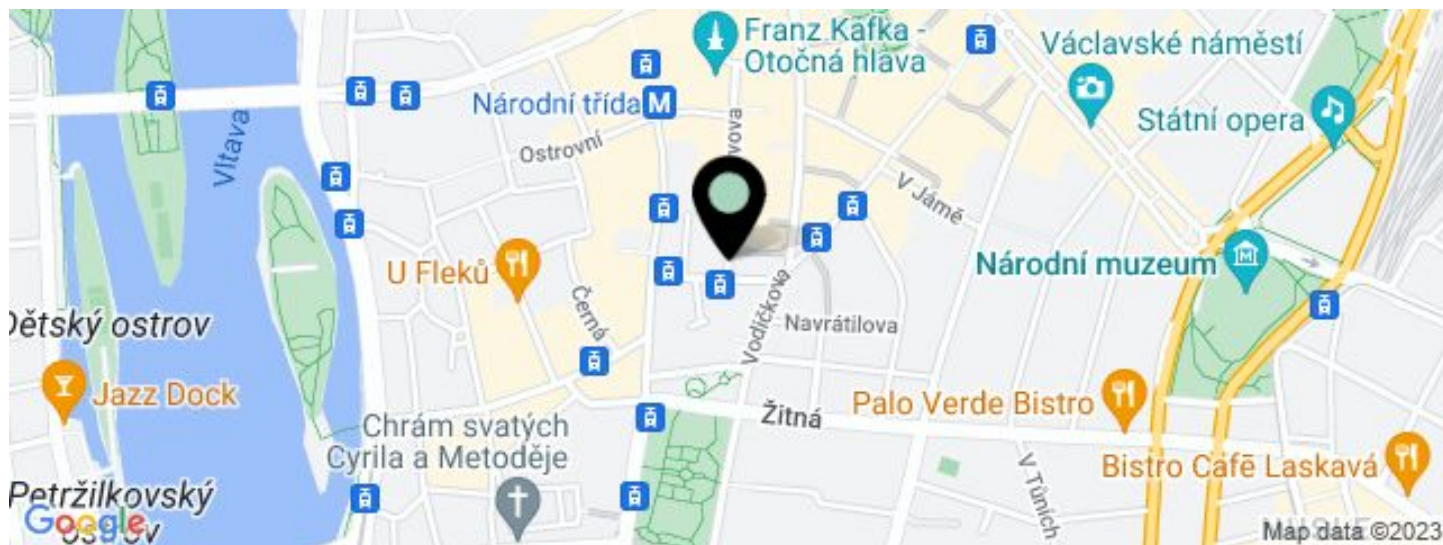 Franz Kafka -
Otočná hlava
Václavské náměstí
Národní třída
M
Státní opera
Vltava
Ostrovní
V Jámě
U Fleků
Národní muzeum
Černá
Vodičkova
Navrátilova
Dětský ostrov
Jazz Dock
Palo Verde Bistro
Žitná
Chrám svatých
Cyrila a Metoděje
Bistro Cafē Laskavá
V Tůních
Petržilkovský
ostrov
Google
Map data ©2023